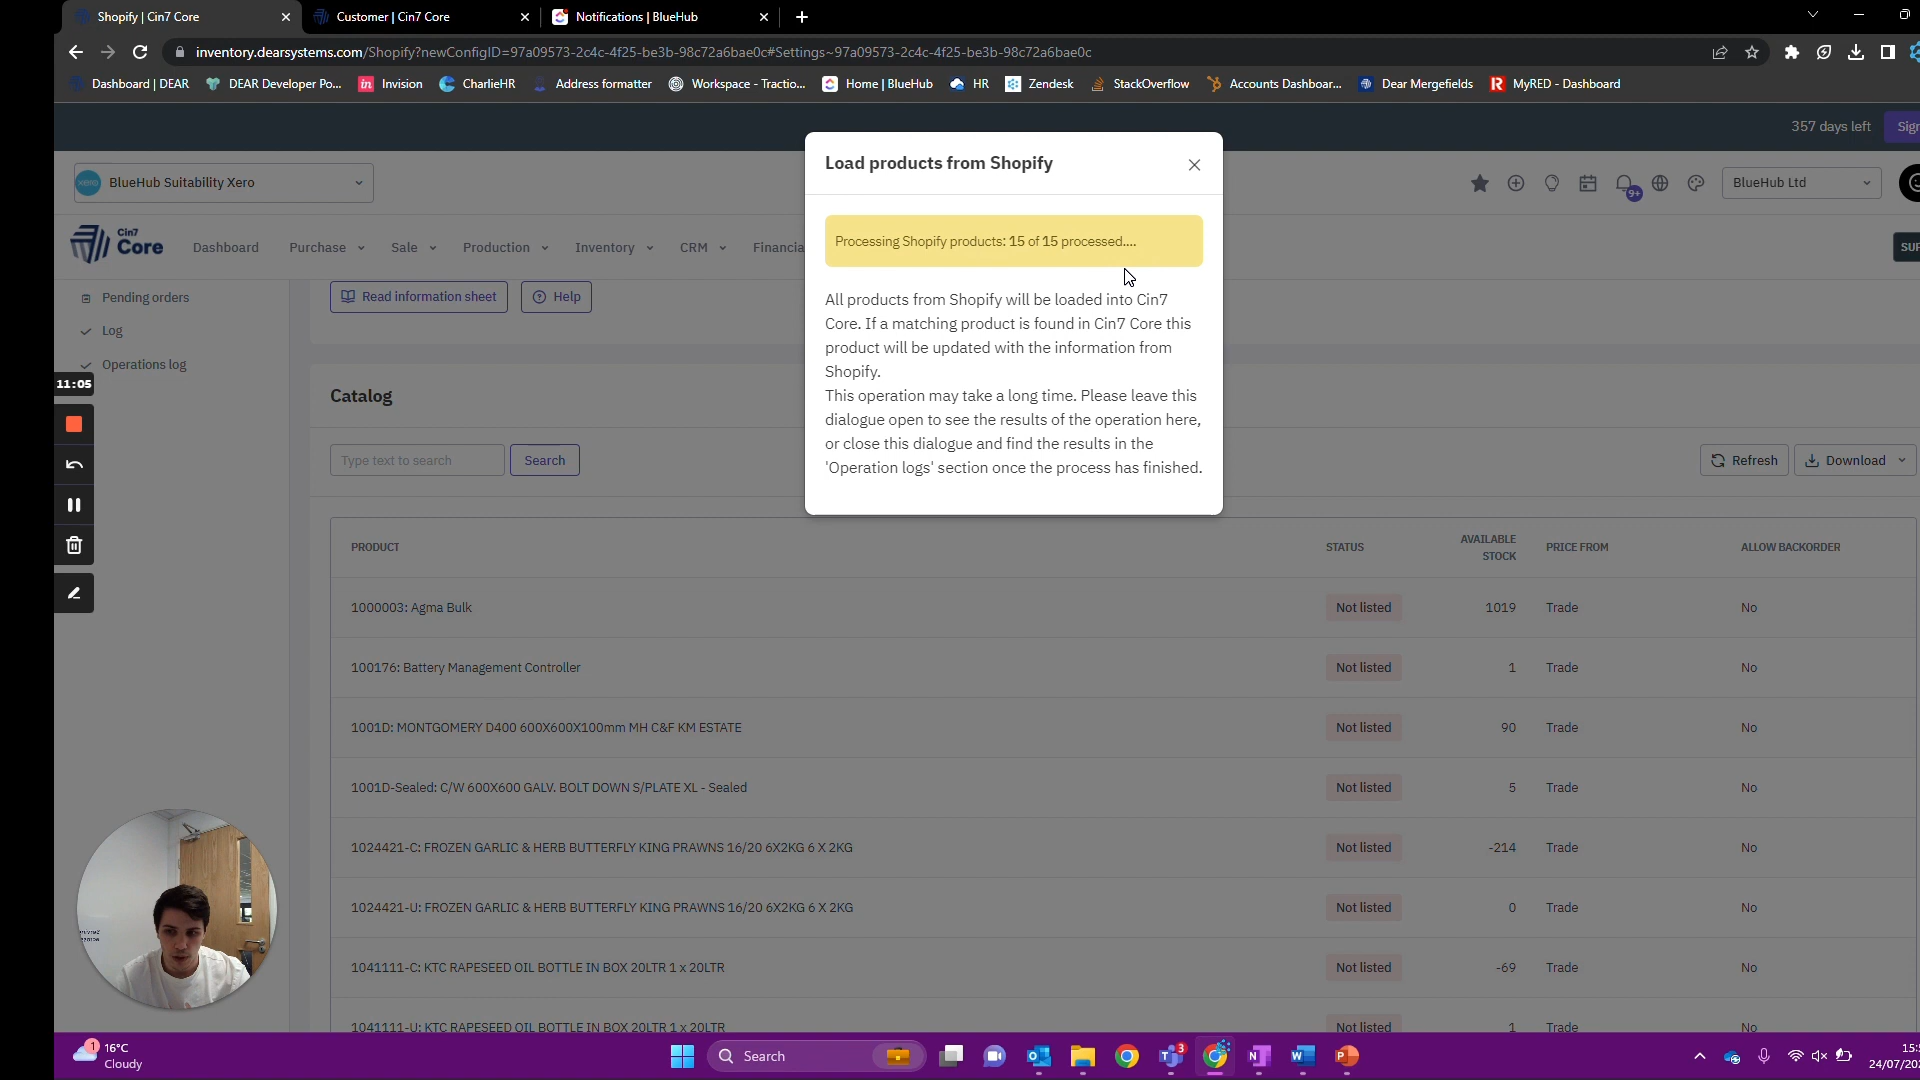 Shopify | Cin7 Core
Customer | Cin7 Core
Notifications | BlueHub
inventory.dearsystems.com/Shopify?newConfigID=97a09573-2c4c-4f25-be3b-98c72a6bae0c#Settings~97a09573-2c4c-4f25-be3b-98c72a6bae0c
Dashboard | DEAR
DEAR Developer Po...
in Invision
CharlieHR
Address formatter
Workspace - Tractio...
Home | BlueHub
HR
Zendesk
StackOverflow
Accounts Dashboar...
Dear Mergefields
R MyRED - Dashboard
357 days left
Sign
Load products from Shopify
xero BlueHub Suitability Xero
9+
BlueHub Ltd
Cin7
Core
Dashboard
Purchase
Sale
Production
Inventory
CRM
Financia
SUP
Processing Shopify products: 15 of 15 processed....
Pending orders
Read information sheet
Help
All products from Shopify will be loaded into Cin7
Core. If a matching product is found in Cin7 Core this
product will be updated with the information from
Shopify.
This operation may take a long time. Please leave this
dialogue open to see the results of the operation here,
or close this dialogue and find the results in the
'Operation logs' section once the process has finished.
Log
Operations log
11:05
Catalog
Type text to search
Search
Refresh
Download
PRODUCT
STATUS
AVAILABLE
STOCK
PRICE FROM
ALLOW BACKORDER
1000003: Agma Bulk Not listed 1019 Trade No
100176: Battery Management Controller Not listed 1 Trade No
1001D: MONTGOMERY D400 600X600X100mm MH C&F KM ESTATE Not listed 90 Trade No
1001D-Sealed: C/W 600X600 GALV. BOLT DOWN S/PLATE XL - Sealed Not listed 5 Trade No
1024421-C: FROZEN GARLIC & HERB BUTTERFLY KING PRAWNS 16/20 6X2KG 6 X 2KG Not listed -214 Trade No
1024421-U: FROZEN GARLIC & HERB BUTTERFLY KING PRAWNS 16/20 6X2KG 6 X 2KG Not listed 0 Trade No
1041111-C: KTC RAPESEED OIL BOTTLE IN BOX 20LTR 1 x 20LTR Not listed -69 Trade No
1041111-U: KTC RAPESEED OIL BOTTLE IN BOX 20LTR 1 x 20LTR Not listed 1 Trade No
1
16°C
Cloudy
Search
3
15:5
24/07/20